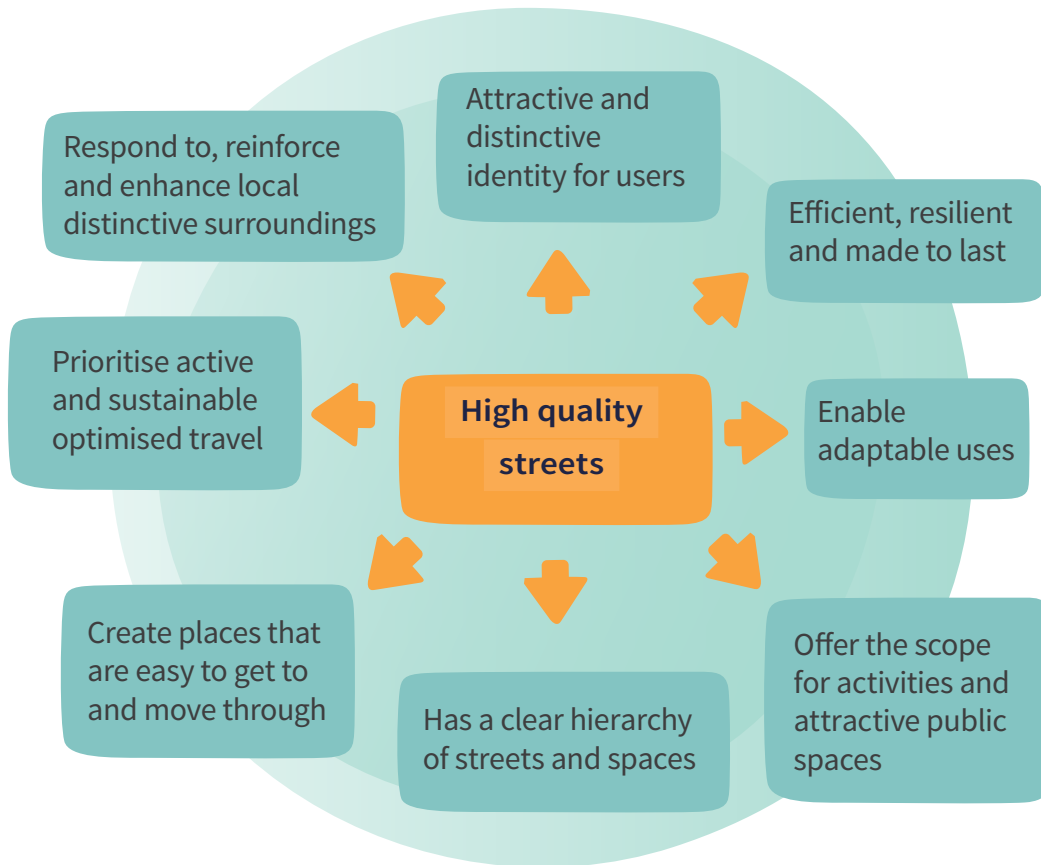 Attractive and
distinctive
identity for users
Respond to, reinforce
and enhance local
distinctive surroundings
Efficient, resilient
and made to last
Prioritise active
and sustainable
optimised travel
High quality
streets
Enable
adaptable uses
Create places that
are easy to get to
and move through
Has a clear hierarchy
of streets and spaces
Offer the scope
for activities and
attractive public
spaces